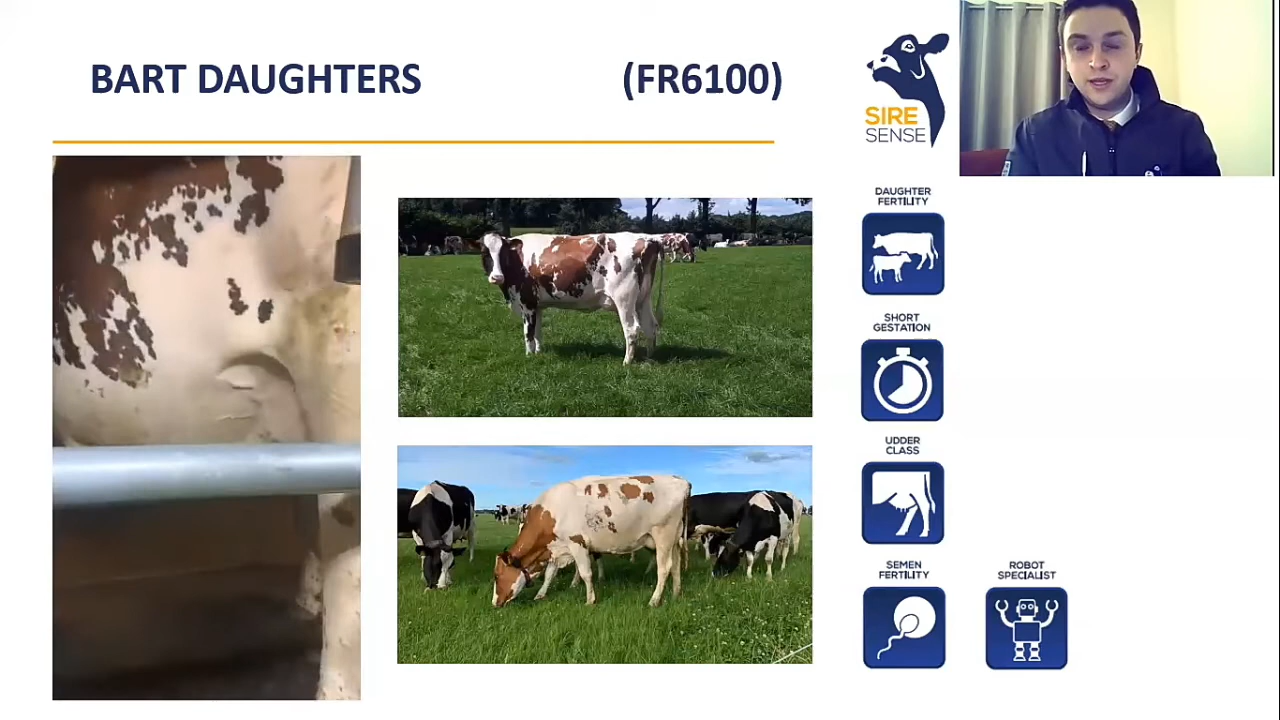 BART DAUGHTERS (FR6100)
SIRE
SENSE
DAUGHTER
FERTILITY
SHORT
GESTATION
UDDER
CLASS
SEMEN
FERTILITY
ROBOT
SPECIALIST